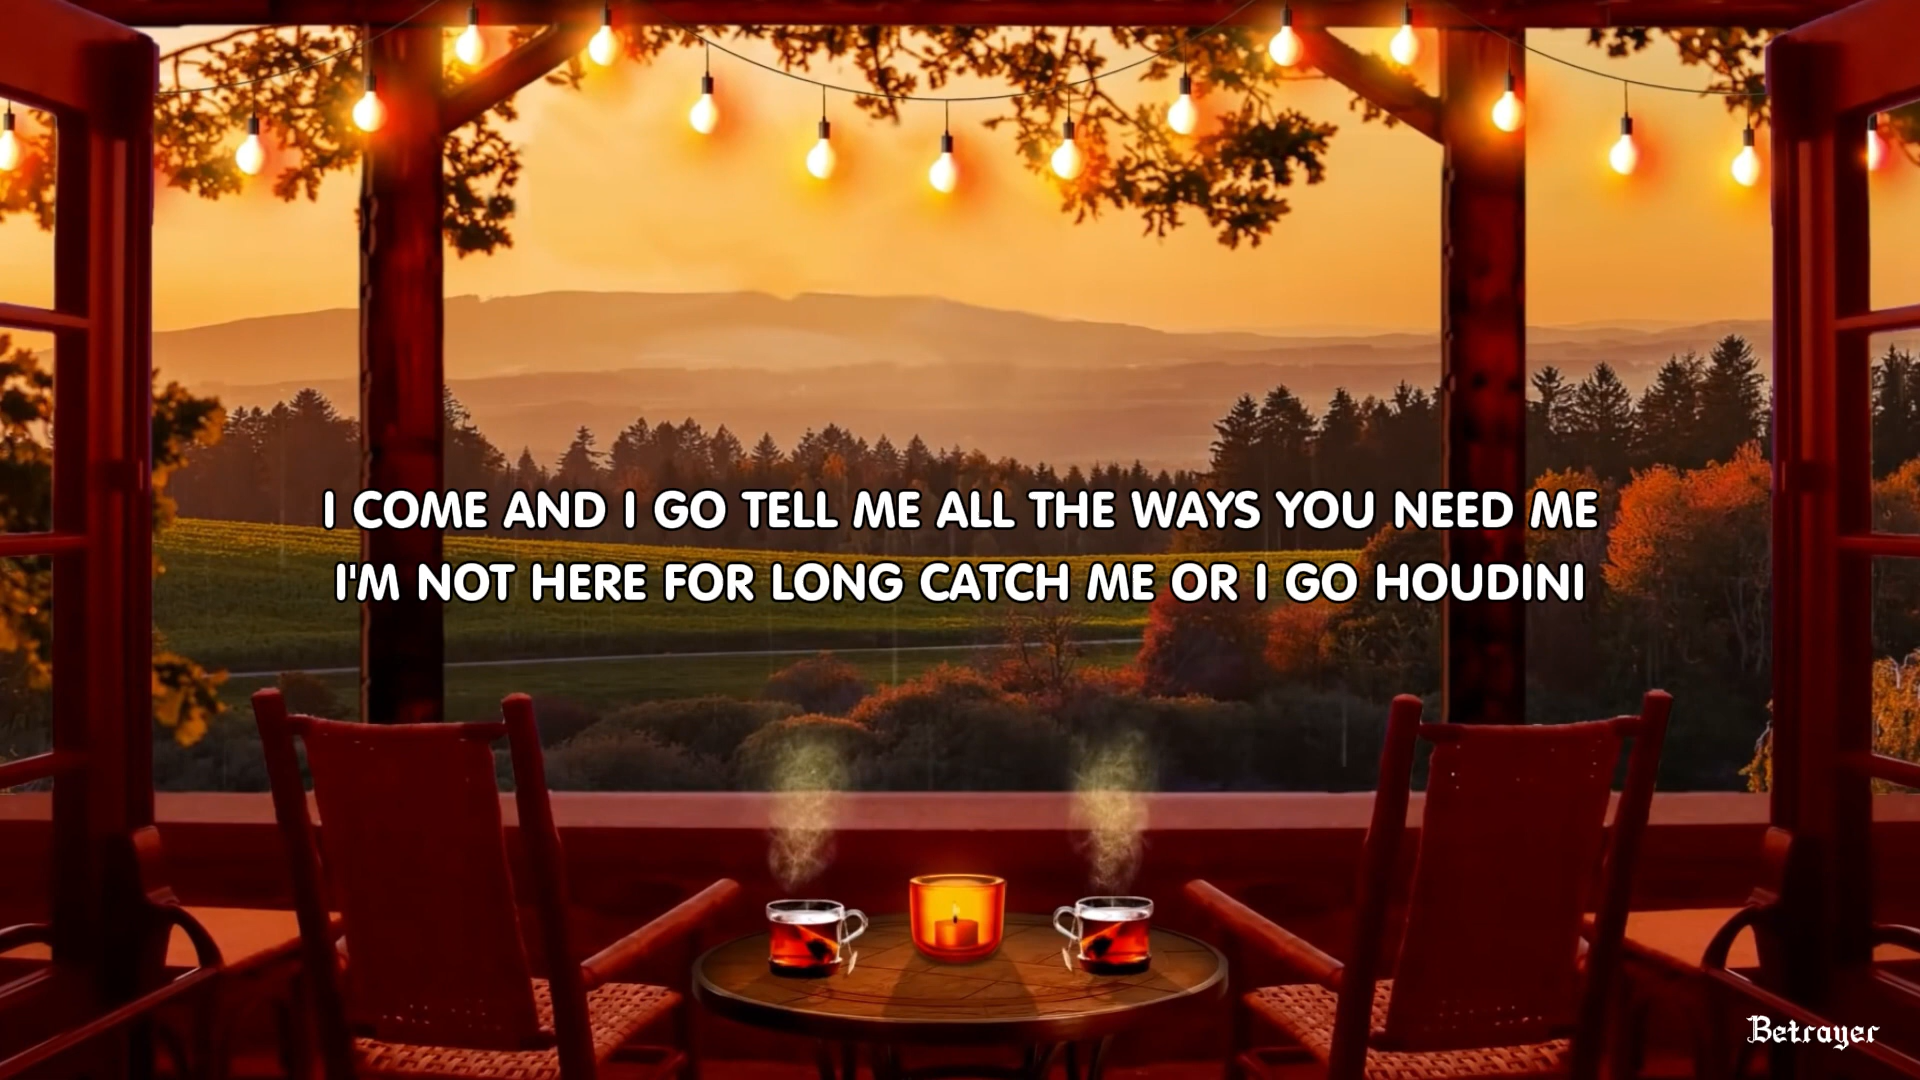 I COME AND I GO TELL ME ALL THE WAYS YOU NEED ME
I'M NOT HERE FOR LONG CATCH ME OR I GO HOUDINI
Betrayer